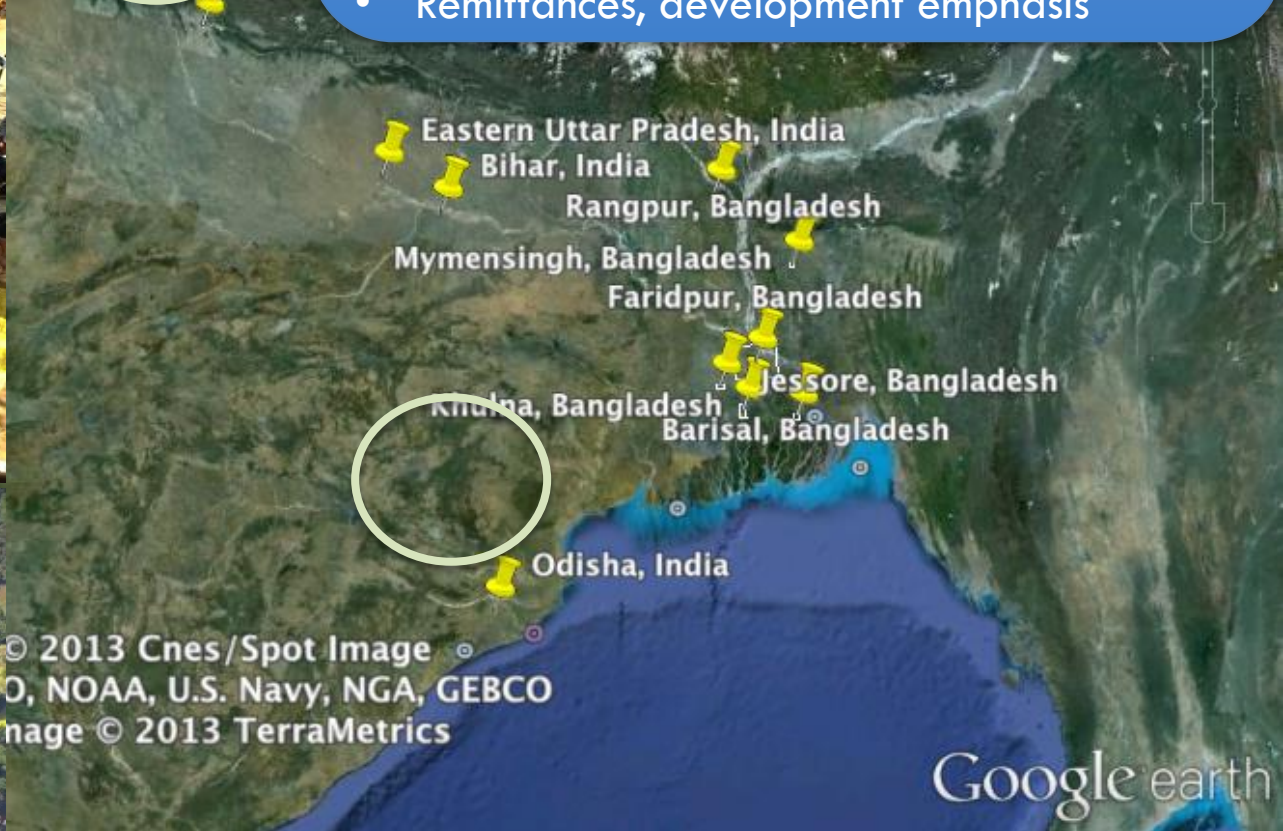 • Remittances, development emphasis
Eastern Uttar Pradesh, India
Bihar, India
Rangpur, Bangladesh
Mymensingh, Bangladesh
Faridpur, Bangladesh
Jessore, Bangladesh
Khulna, Bangladesh
Barisal, Bangladesh
Odisha, India
© 2013 Cnes/Spot Image
O, NOAA, U.S. Navy, NGA, GEBCO
mage © 2013 TerraMetrics
Google earth